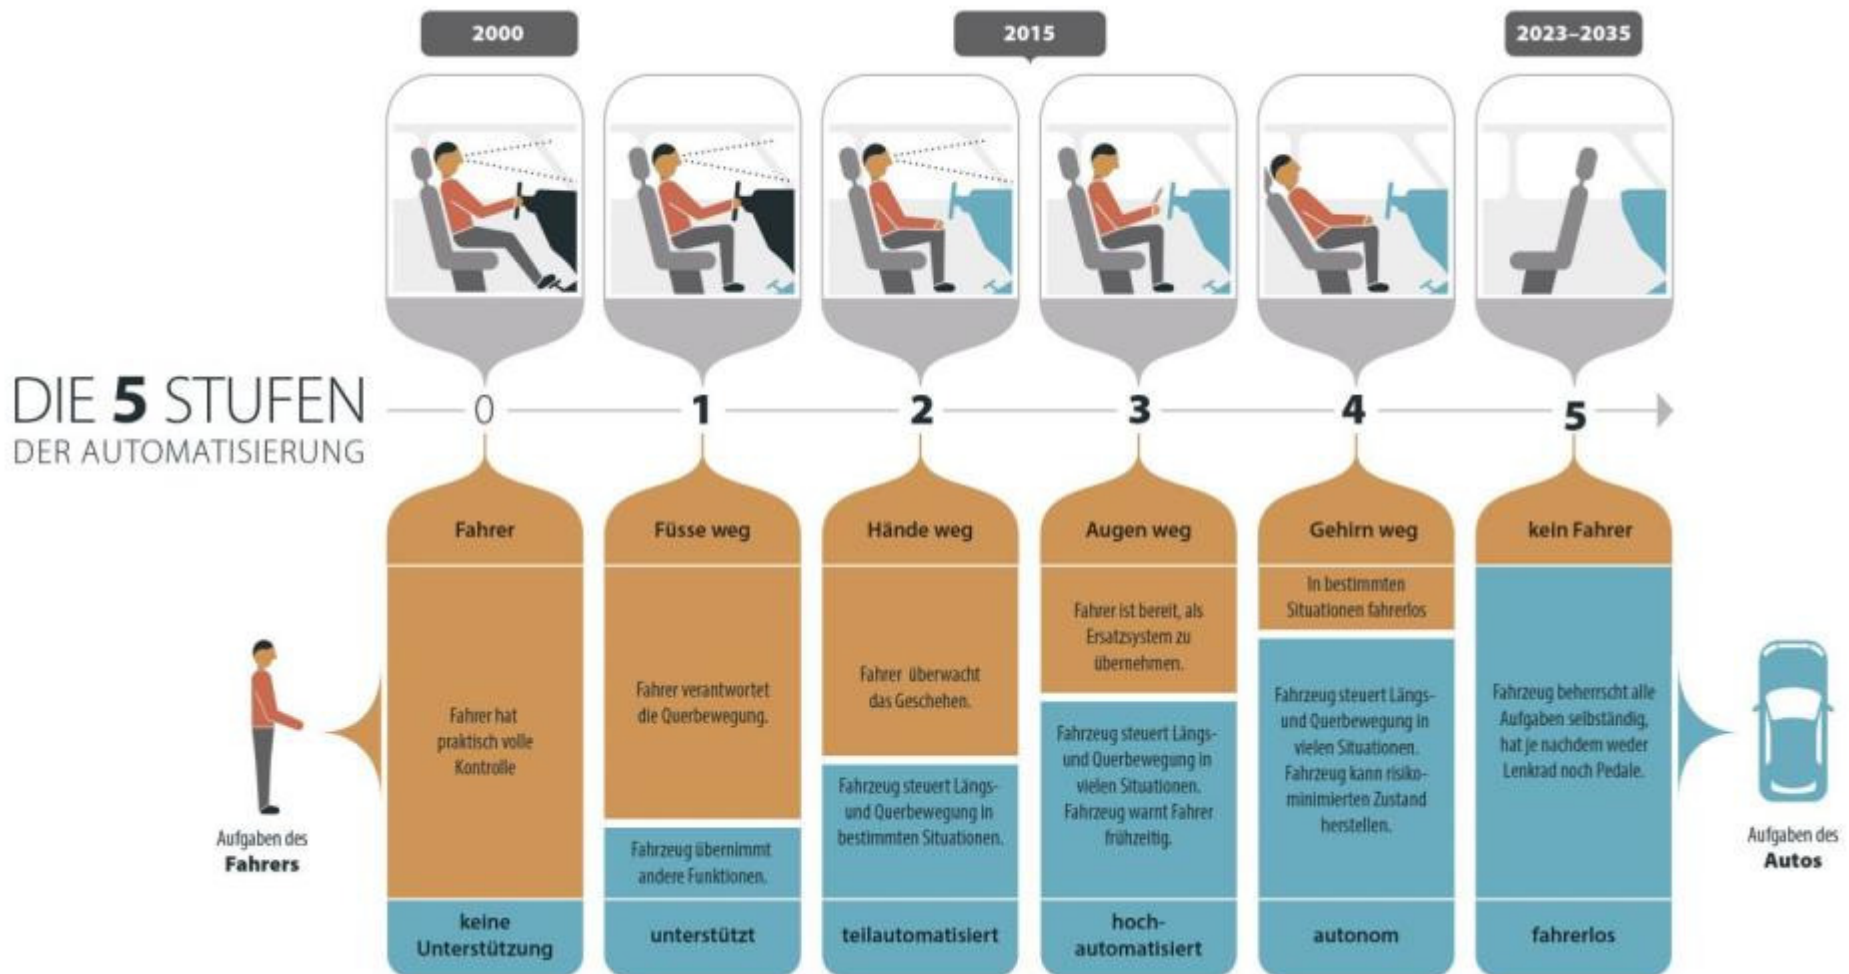 2000
2015
2023–2035
DIE 5 STUFEN
DER AUTOMATISIERUNG
0
1
2
3
4
5
Fahrer
Füsse weg
Hände weg
Augen weg
Gehirn weg
kein Fahrer
Fahrer hat
praktisch volle
Kontrolle
Fahrer verantwortet
die Querbewegung.
Fahrer überwacht
das Geschehen.
Fahrer ist bereit, als
Ersatzsystem zu
übernehmen.
In bestimmten
Situationen fahrerlos
Fahrzeug übernimmt
andere Funktionen.
Fahrzeug steuert Längs-
und Querbewegung in
bestimmten Situationen.
Fahrzeug steuert Längs-
und Querbewegung in
vielen Situationen.
Fahrzeug warnt Fahrer
frühzeitig.
Fahrzeug steuert Längs-
und Querbewegung in
vielen Situationen.
Fahrzeug kann risiko-
minimierten Zustand
herstellen.
Fahrzeug beherrscht alle
Aufgaben selbständig,
hat je nachdem weder
Lenkrad noch Pedale.
Aufgaben des
Fahrers
Aufgaben des
Autos
keine
Unterstützung
unterstützt
teilautomatisiert
hoch-
automatisiert
autonom
fahrerlos